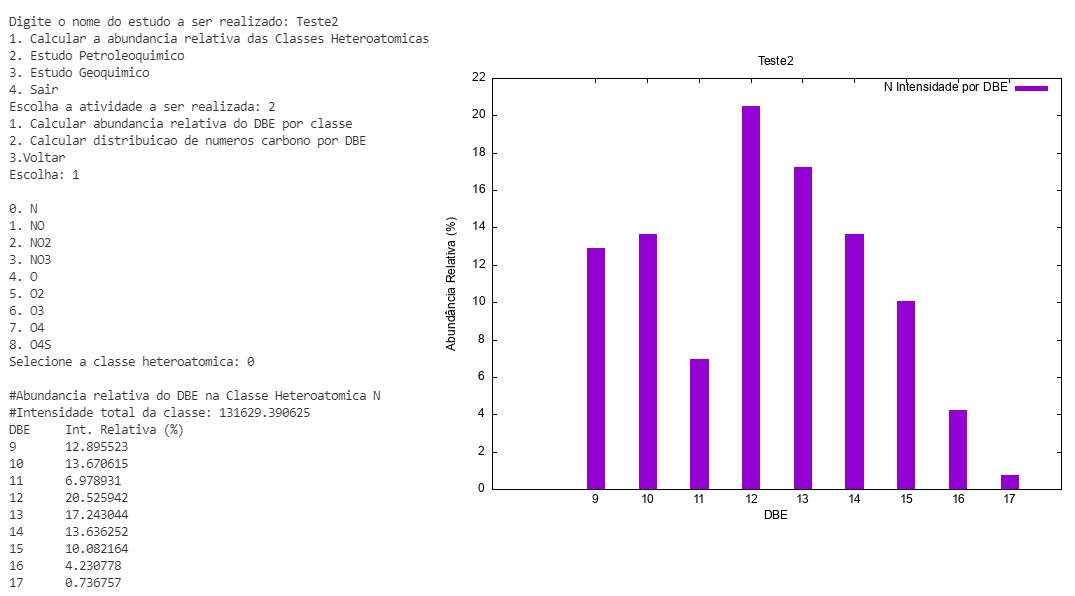 Digite o nome do estudo a ser realizado: Teste2
1. Calcular a abundancia relativa das Classes Heteroatomicas
2. Estudo Petroleoquimico
3. Estudo Geoquimico
4. Sair
Escolha a atividade a ser realizada: 2
1. Calcular abundancia relativa do DBE por classe
2. Calcular distribuicao de numeros carbono por DBE
3.Voltar
Escolha: 1
0. N
1. NO
2. NO2
3. NO3
4. O
5. O2
6. O3
7. O4
8. O4S
Selecione a classe heteroatomica: 0
#Abundancia relativa do DBE na Classe Heteroatomica N
#Intensidade total da classe: 131629.390625
DBE Int. Relativa (%)
9 12.895523
10 13.670615
11 6.978931
12 20.525942
13 17.243044
14 13.636252
15 10.082164
16 4.230778
17 0.736757
Teste2
N Intensidade por DBE
Abundância Relativa (%)
22
20
18
16
14
12
10
8
6
4
2
0
9 10 11 12 13 14 15 16 17
DBE